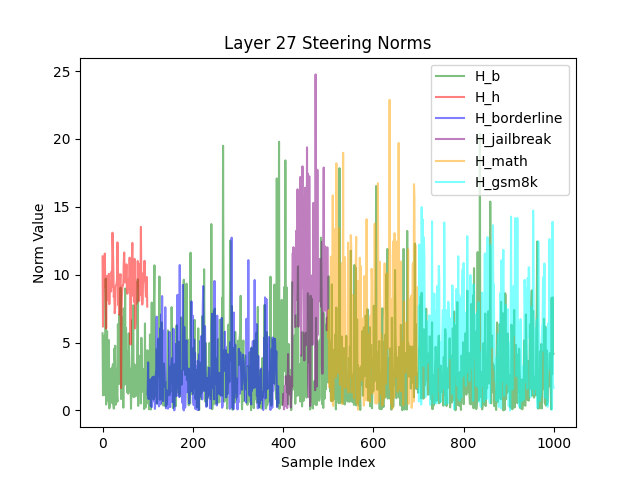 Layer 27 Steering Norms
25
20
15
10
5
0
Norm Value
H_b
H_h
H_borderline
H_jailbreak
H_math
H_gsm8k
0 200 400 600 800 1000
Sample Index